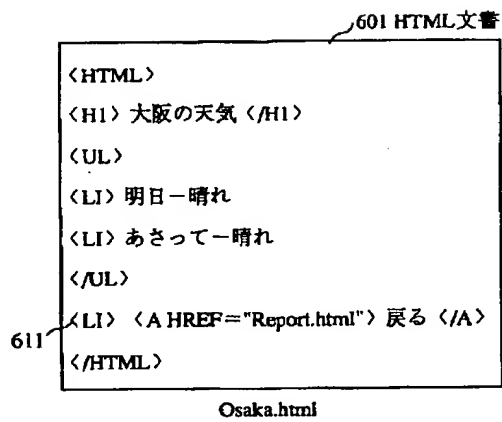 601 HTML文書
〈HTML〉
〈H1〉大阪の天気〈/H1〉
〈UL〉
〈LI〉明日－晴れ
〈LI〉あさって－晴れ
〈/UL〉
611 〈LI〉〈A HREF＝"Report.html"〉戻る〈/A〉
〈/HTML〉
Osaka.html